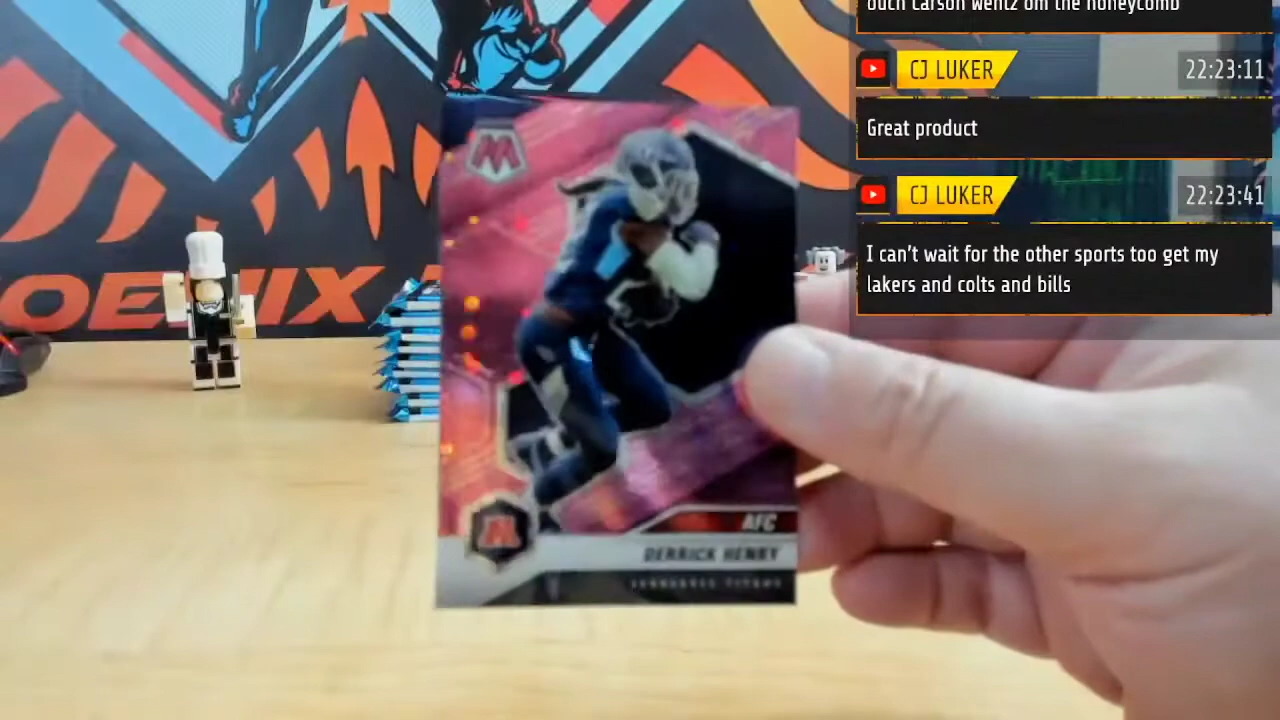 ouch Carson wentz om the honeycomb
CJ LUKER
22:23:11
Great product
CJ LUKER
22:23:41
I can't wait for the other sports too get my
lakers and colts and bills
OENIX
AFC
DERRICK HENRY
TENNESSEE TITANS